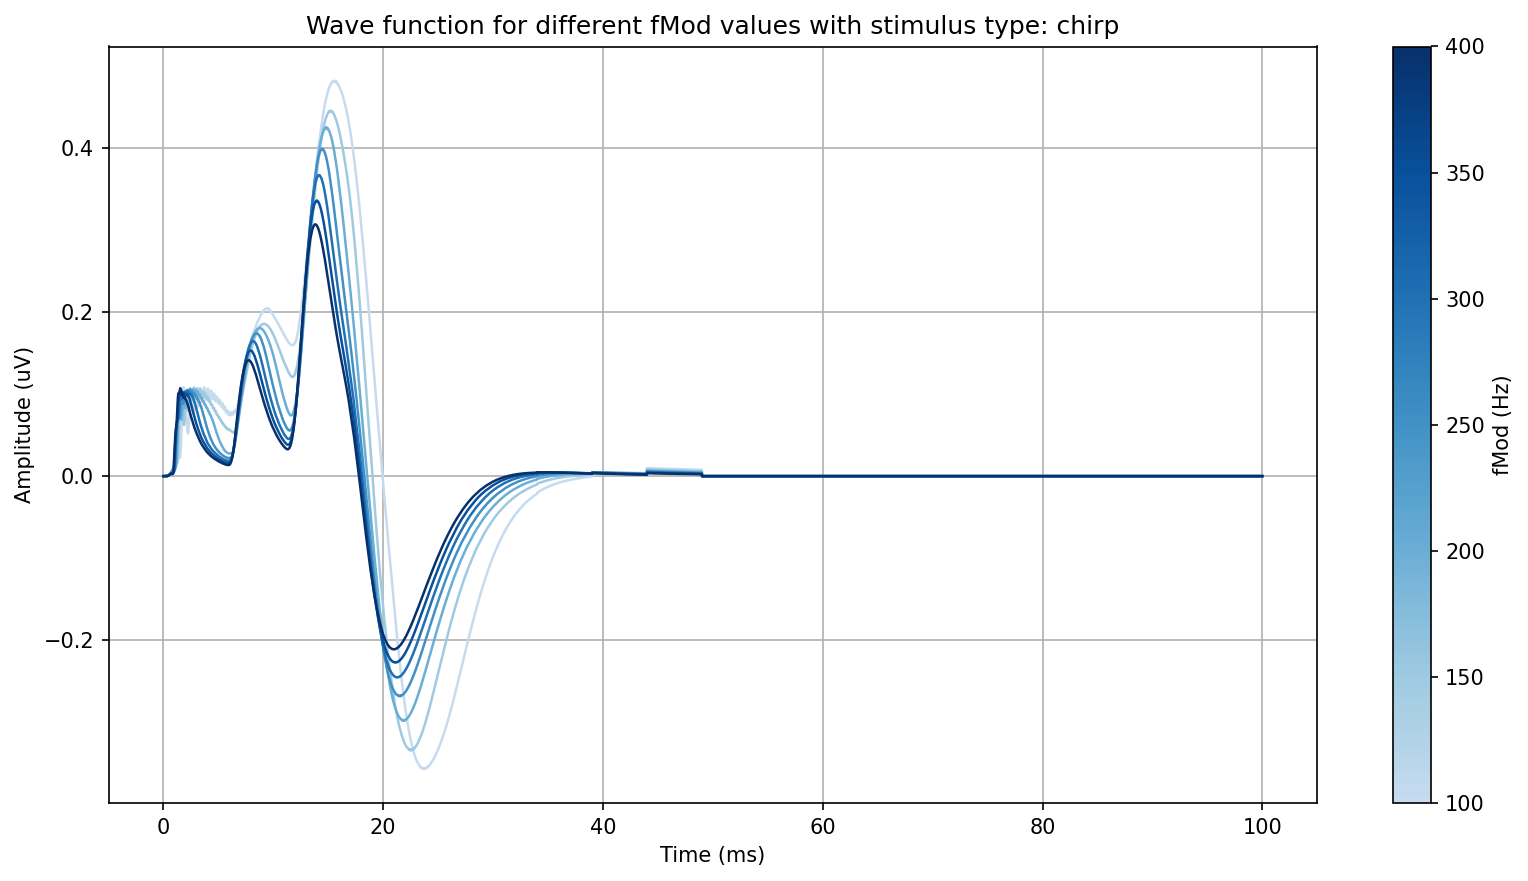 Wave function for different fMod values with stimulus type: chirp
Amplitude (uV)
0.4
0.2
0.0
−0.2
0 20 40 60 80 100
Time (ms)
400
350
300
250
200
150
100
fMod (Hz)